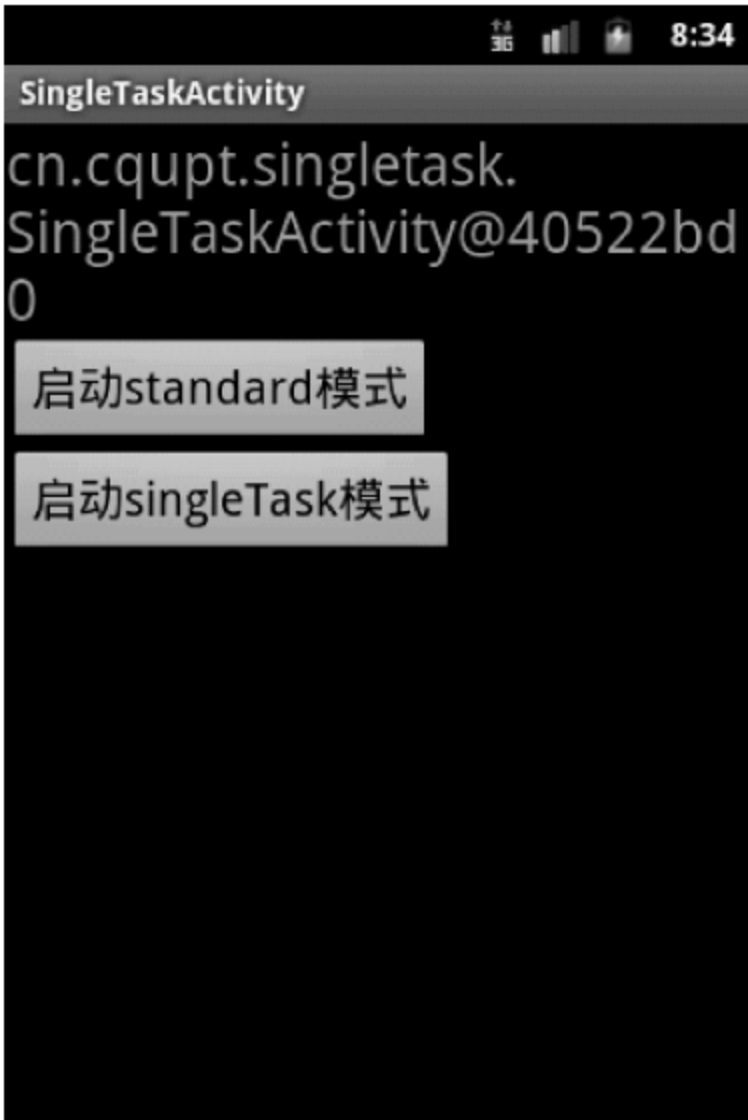 3G 8:34
SingleTaskActivity
cn.cqupt.singletask.
SingleTaskActivity@40522bd
0
启动standard模式
启动singleTask模式